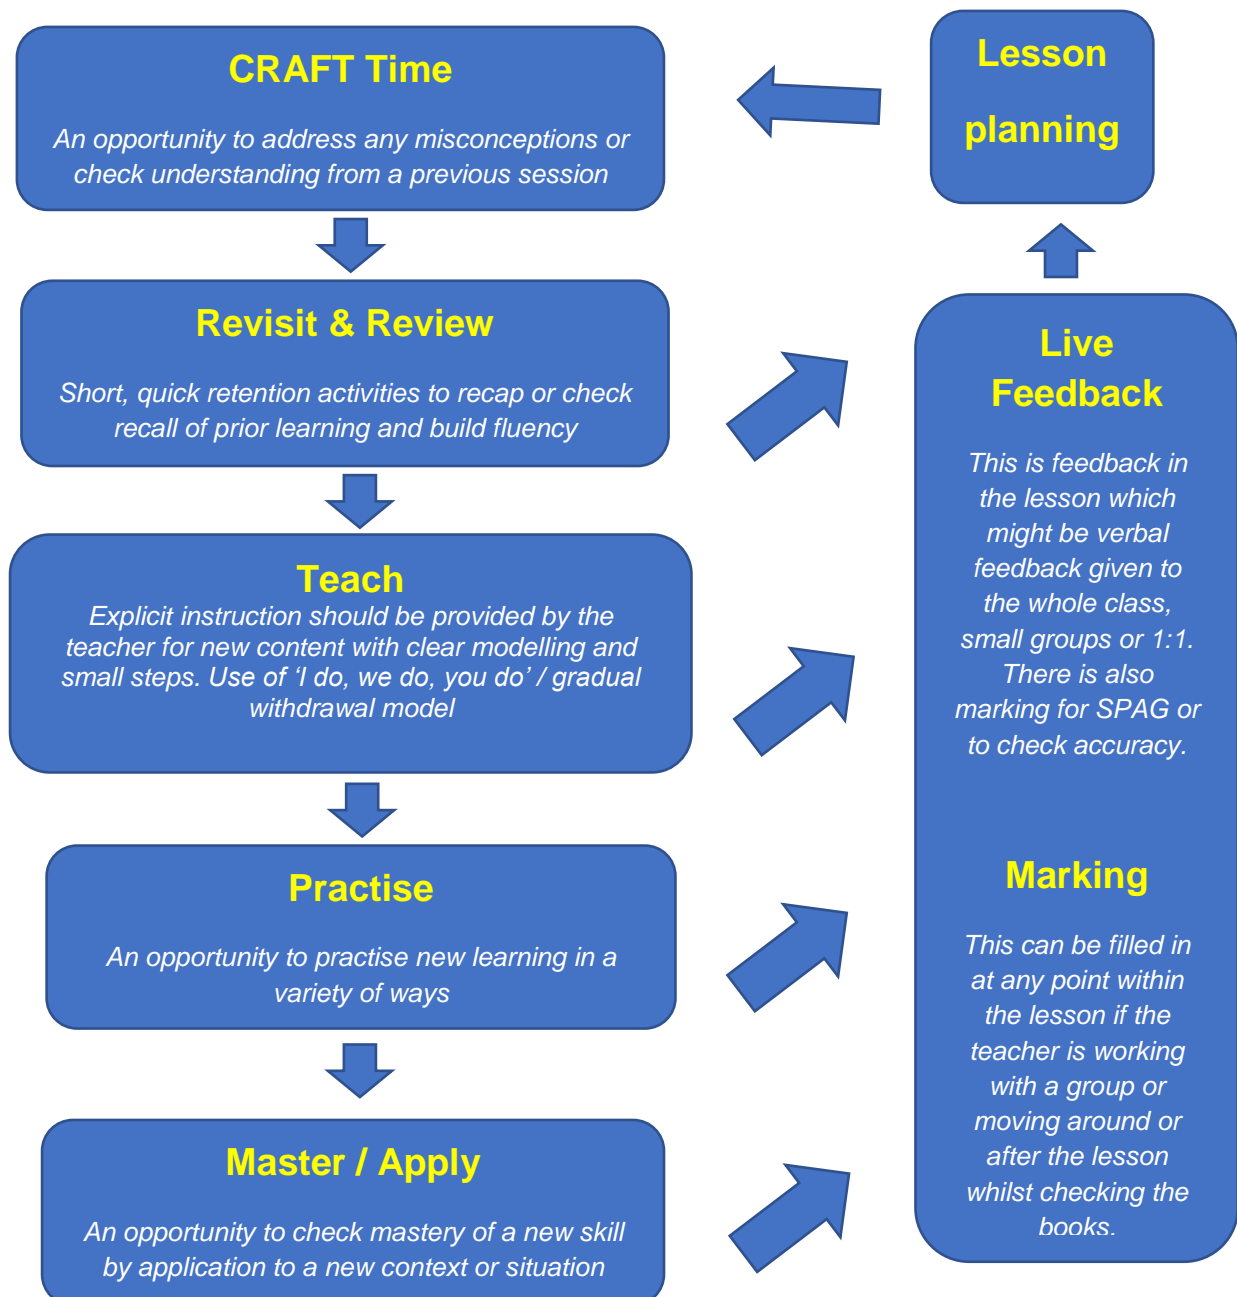 CRAFT Time
An opportunity to address any misconceptions or
check understanding from a previous session
Revisit & Review
Short, quick retention activities to recap or check
recall of prior learning and build fluency
Teach
Explicit instruction should be provided by the
teacher for new content with clear modelling and
small steps. Use of ‘I do, we do, you do’ / gradual
withdrawal model
Practise
An opportunity to practise new learning in a
variety of ways
Master / Apply
An opportunity to check mastery of a new skill
by application to a new context or situation
Lesson
planning
Live
Feedback
This is feedback in
the lesson which
might be verbal
feedback given to
the whole class,
small groups or 1:1.
There is also
marking for SPAG or
to check accuracy.
Marking
This can be filled in
at any point within
the lesson if the
teacher is working
with a group or
moving around or
after the lesson
whilst checking the
books.